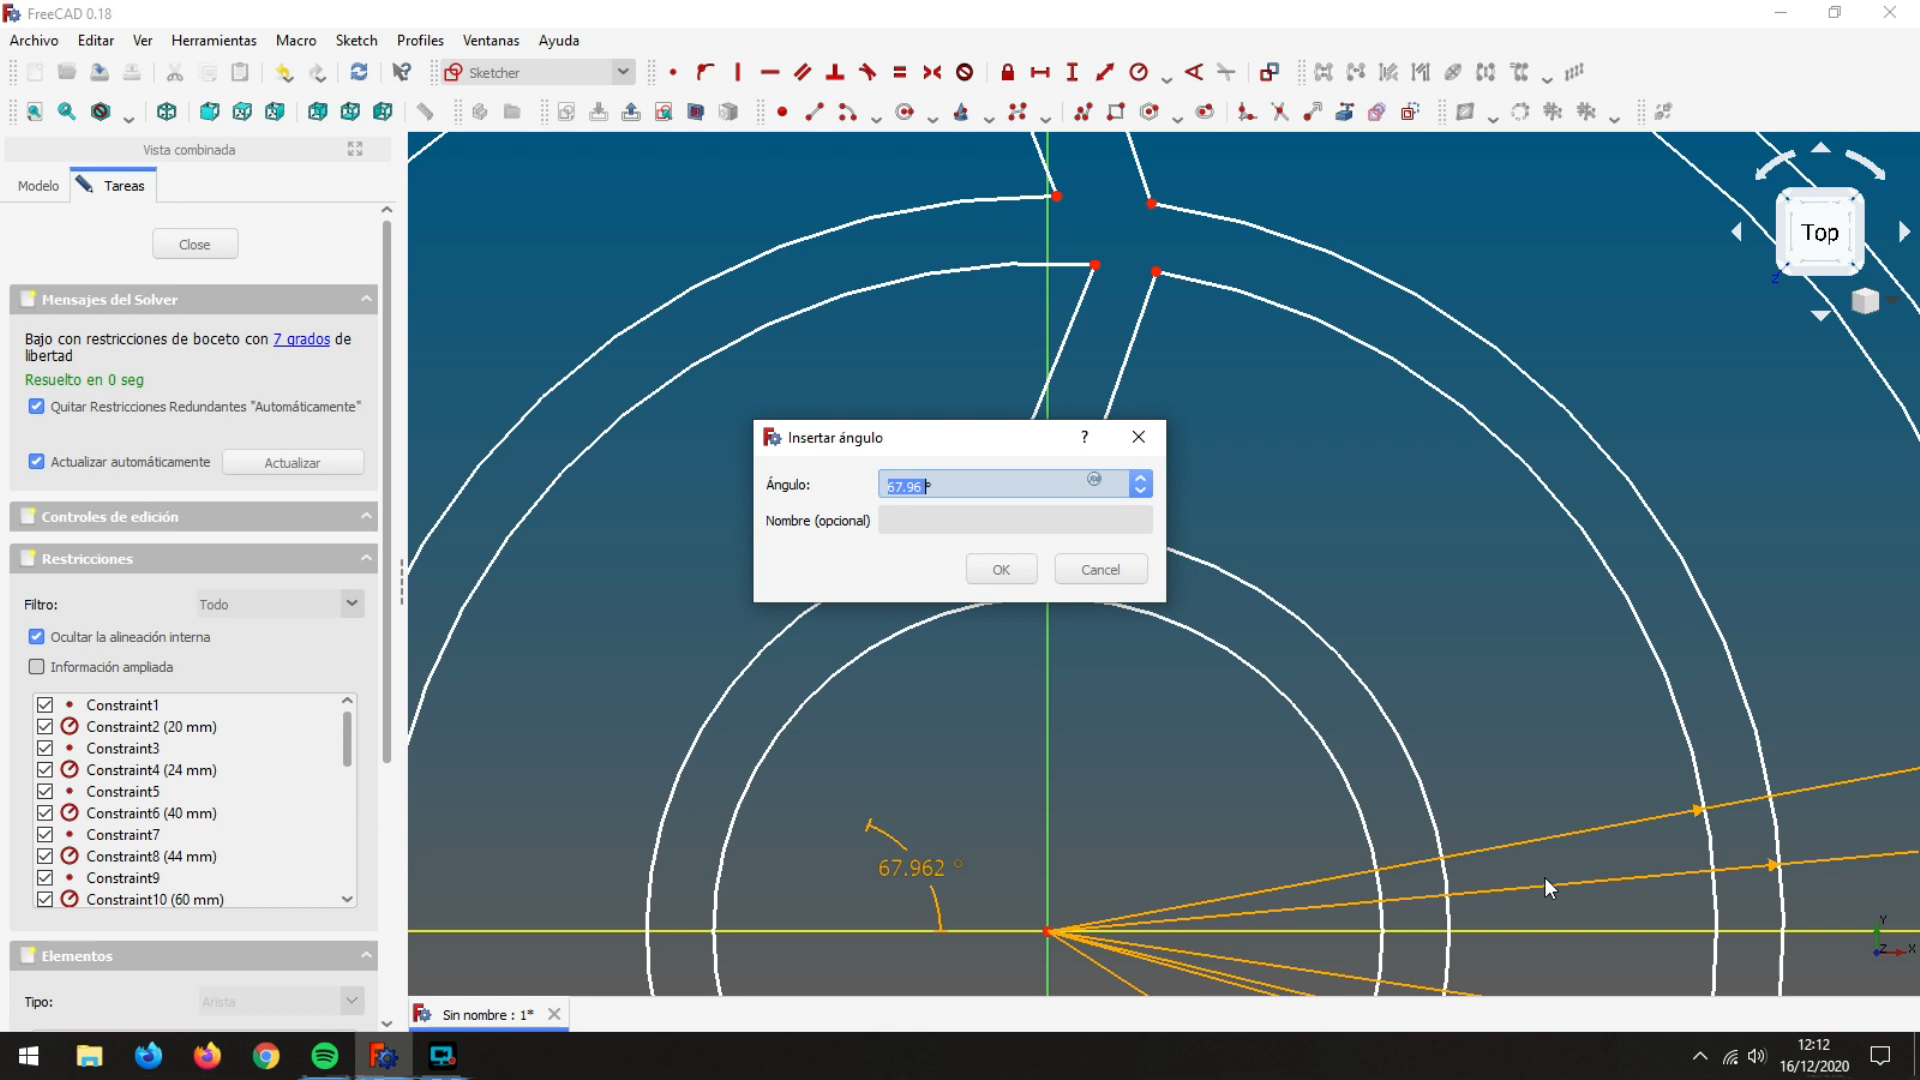 FreeCAD 0.18
Archivo Editar Ver Herramientas Macro Sketch Profiles Ventanas Ayuda
Sketcher
Vista combinada
Modelo Tareas
Close
Mensajes del Solver
Bajo con restricciones de boceto con 7 grados de
libertad
Resuelto en 0 seg
Quitar Restricciones Redundantes "Automáticamente"
Actualizar automáticamente Actualizar
Controles de edición
Restricciones
Filtro: Todo
Ocultar la alineación interna
Información ampliada
Constraint1
Constraint2 (20 mm)
Constraint3
Constraint4 (24 mm)
Constraint5
Constraint6 (40 mm)
Constraint7
Constraint8 (44 mm)
Constraint9
Constraint10 (60 mm)
Elementos
Tipo: Arista
Top
Z
Insertar ángulo ?
Ángulo: 67.96 °
Nombre (opcional)
OK Cancel
67.962 °
Y
Z X
Sin nombre : 1*
12:12
16/12/2020